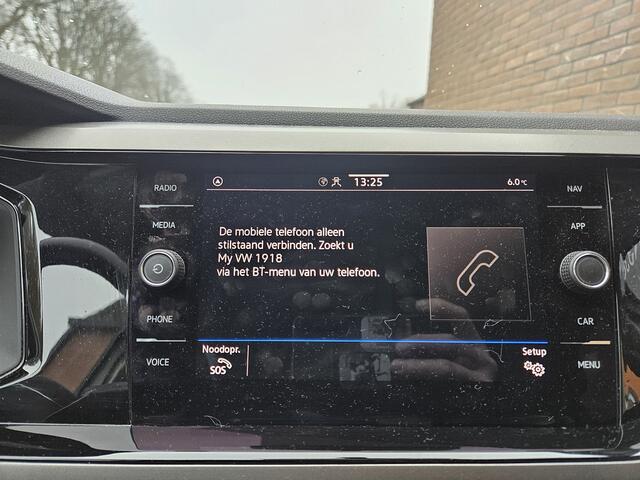 RADIO
MEDIA
PHONE
VOICE
13:25
6.0°C
De mobiele telefoon alleen
stilstaand verbinden. Zoekt u
My VW 1918
via het BT-menu van uw telefoon.
Noodopr.
SOS
Setup
NAV
APP
CAR
MENU